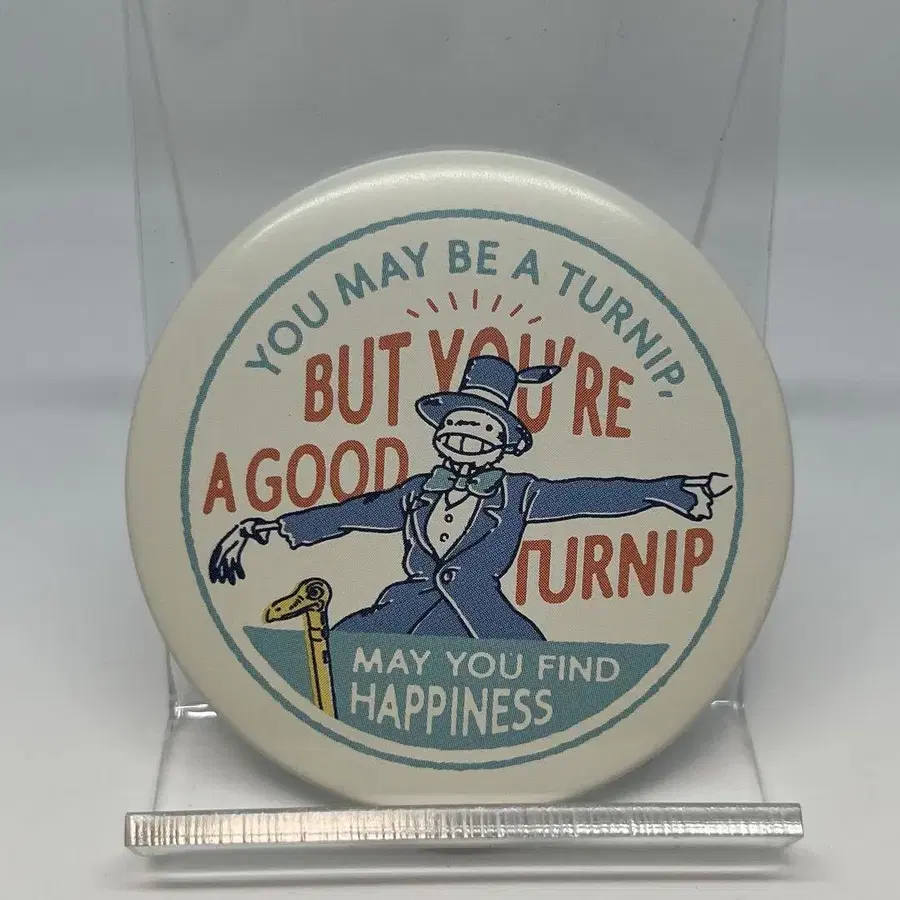 YOU MAY BE A TURNIP,
BUT YOU'RE
A GOOD
TURNIP
MAY YOU FIND
HAPPINESS